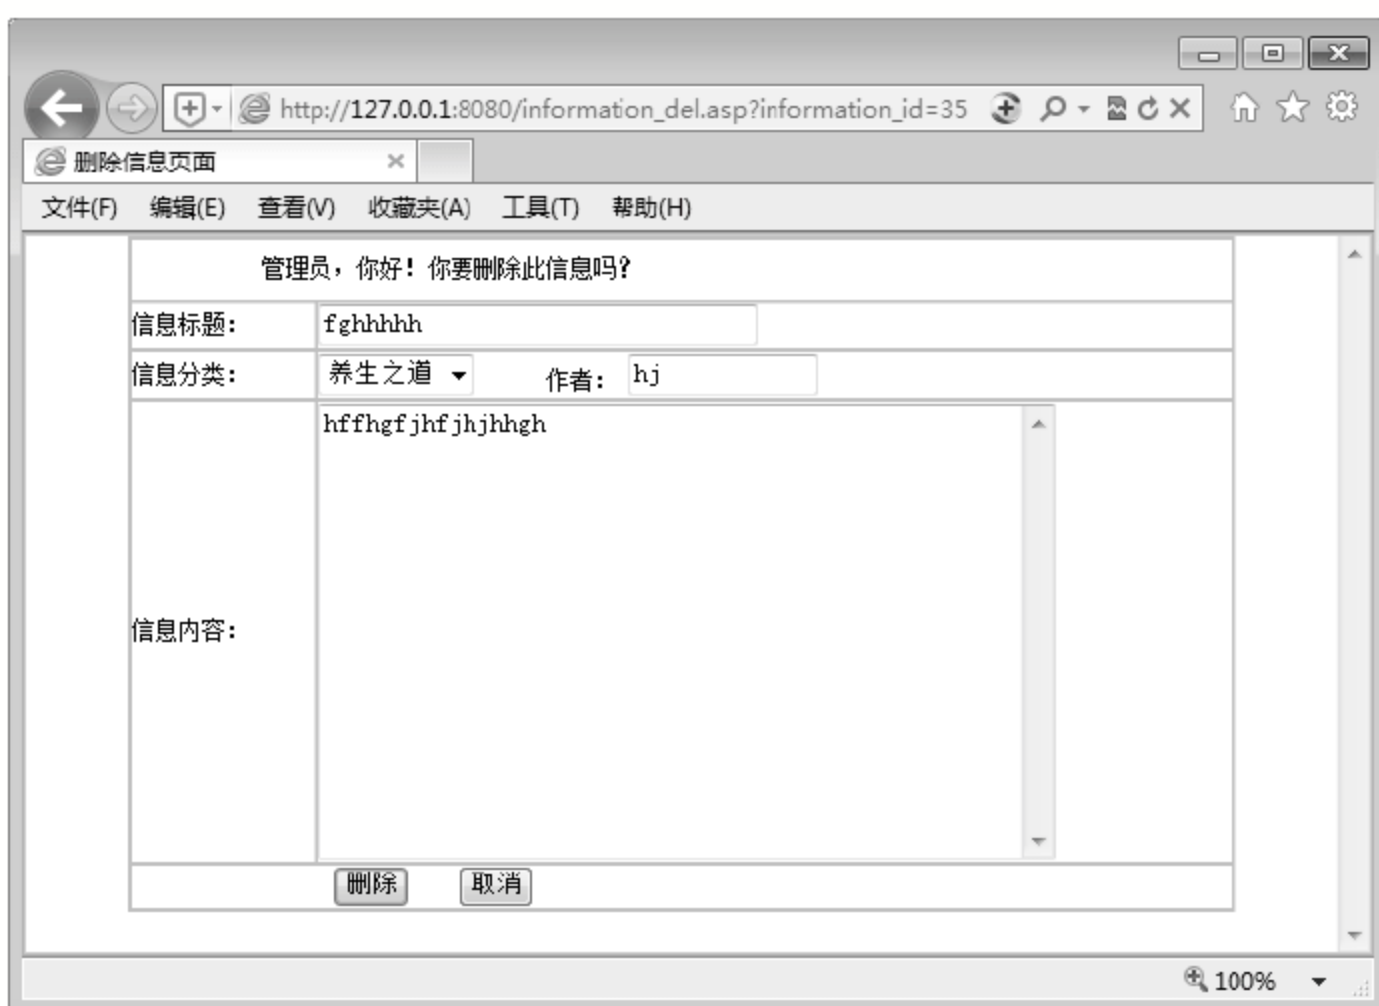 http://127.0.0.1:8080/information_del.asp?information_id=35
删除信息页面
文件(F) 编辑(E) 查看(V) 收藏夹(A) 工具(T) 帮助(H)
管理员，你好！你要删除此信息吗？
信息标题： fghhhhh
信息分类： 养生之道 作者： hj
hffhgfjhfjhjhhgh
信息内容：
删除 取消
100%